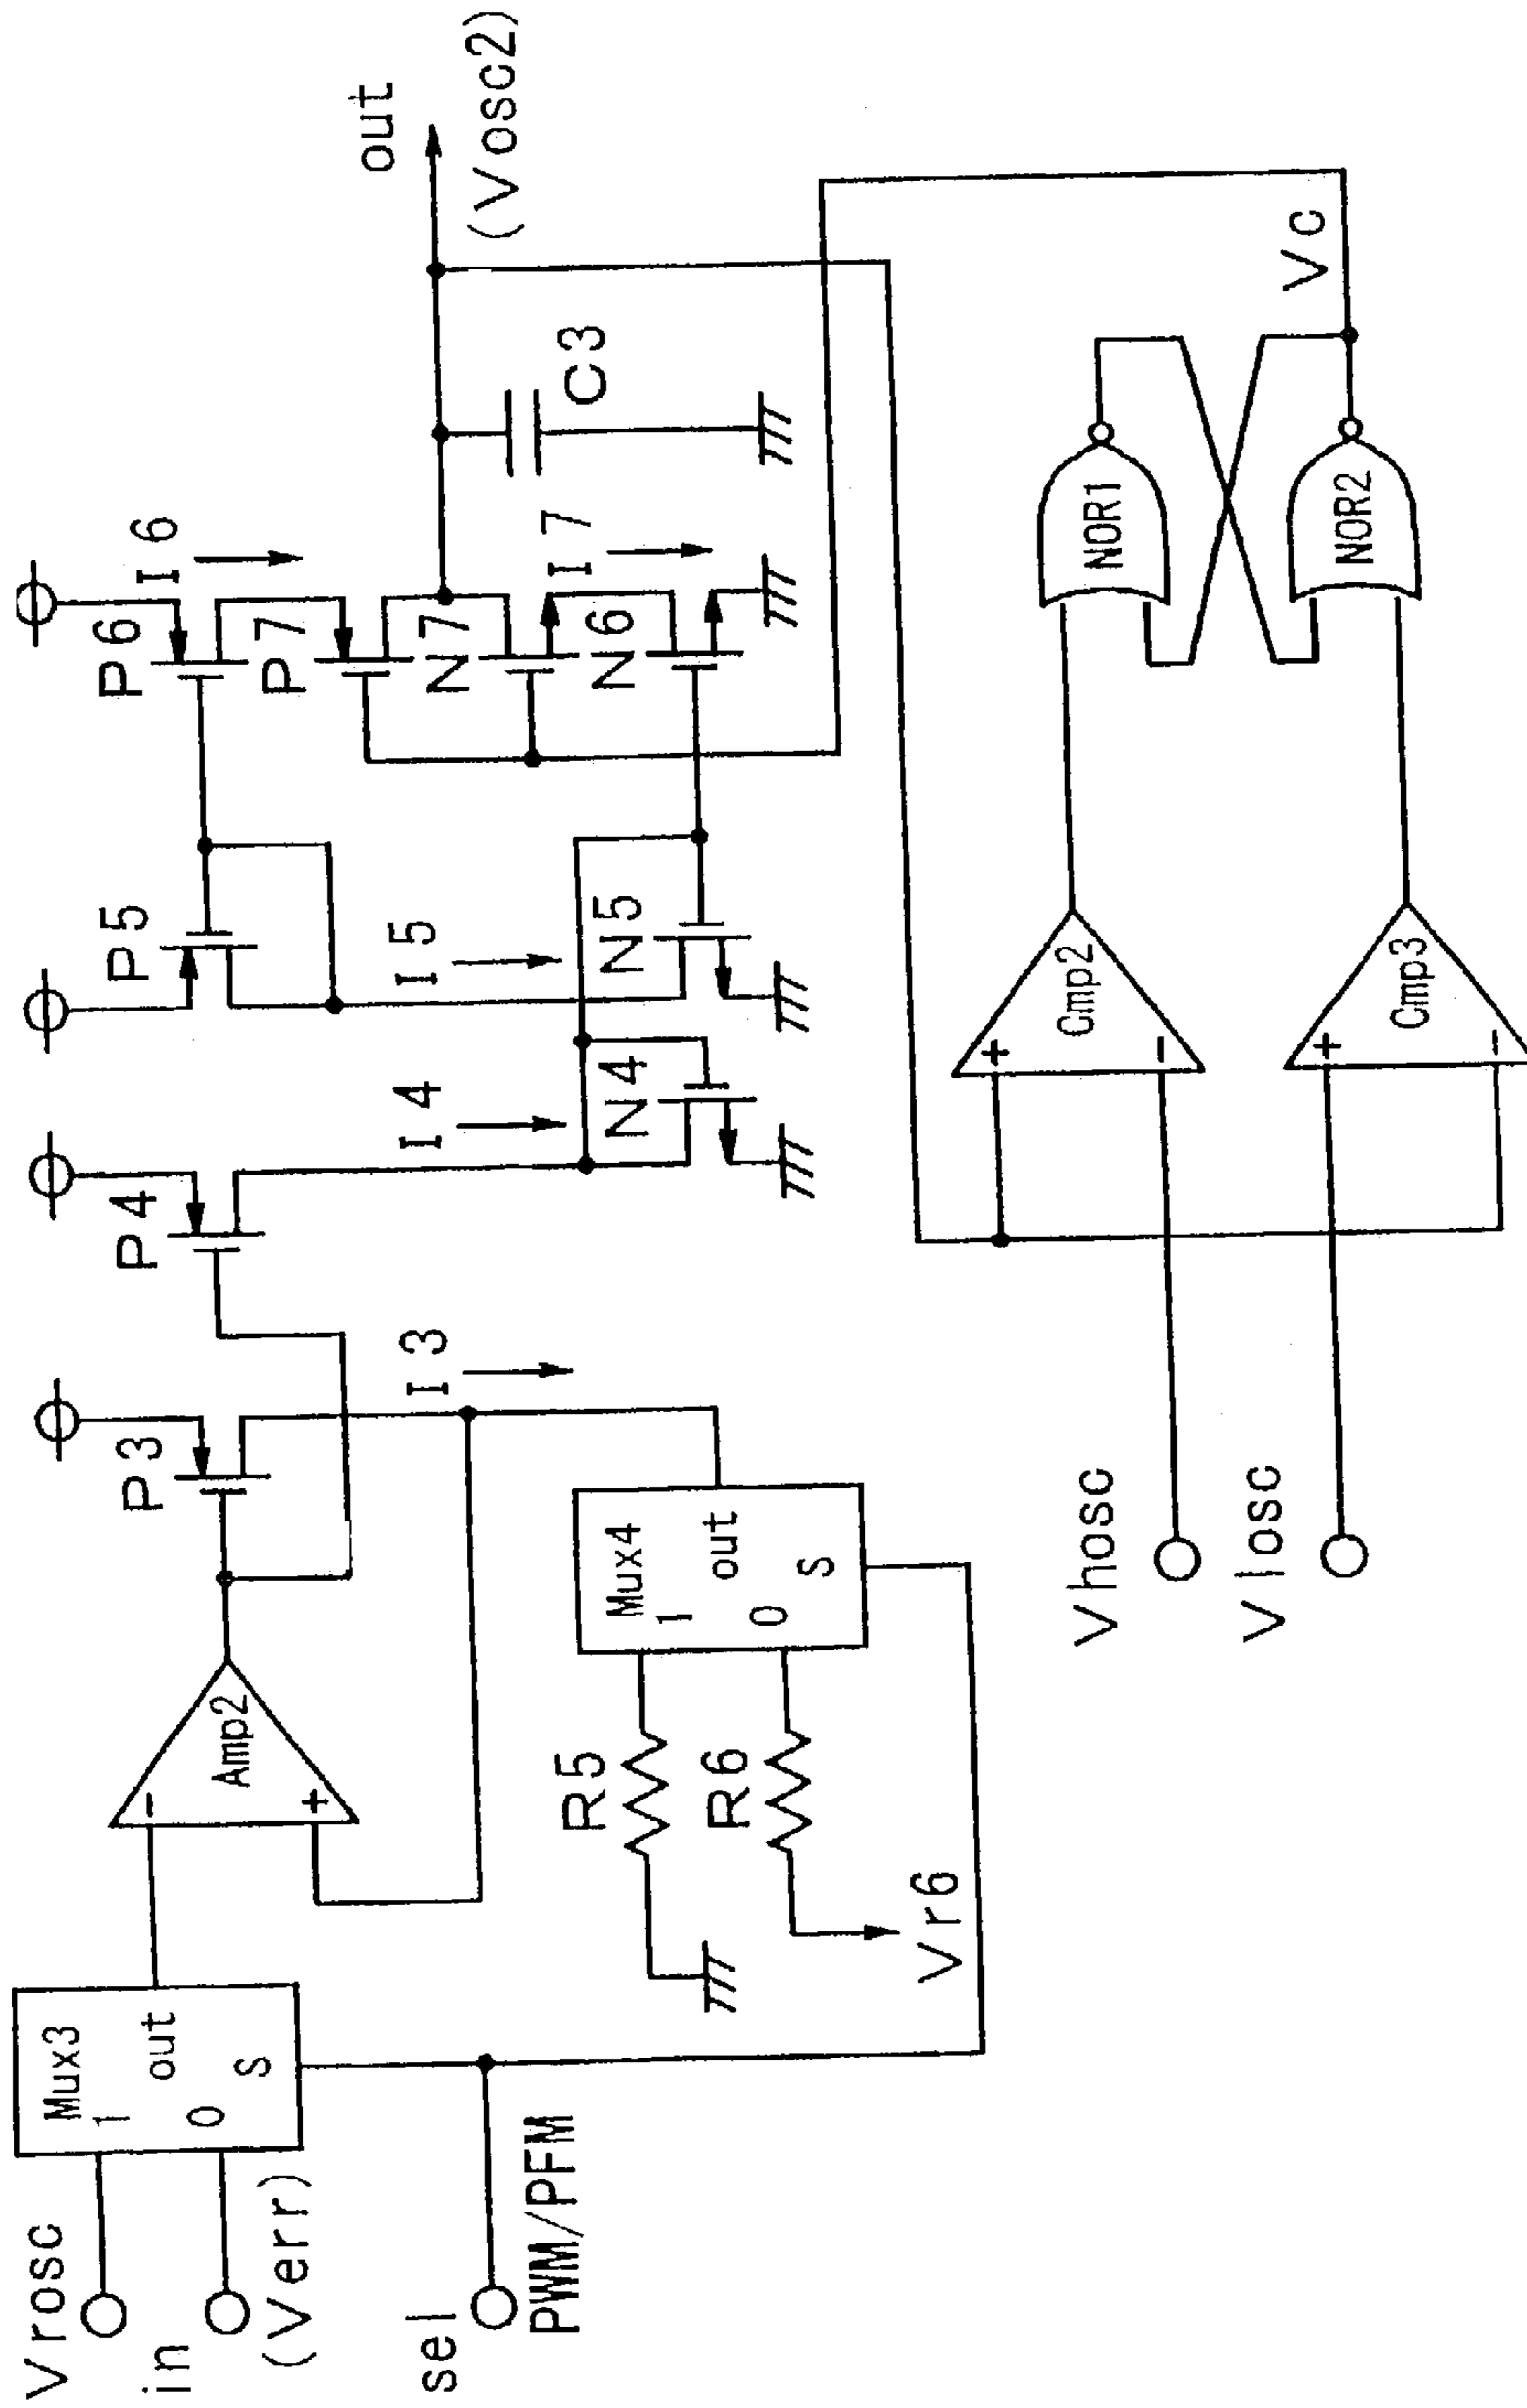 Vrosc
in
(Verr)
sel
PWM/PFM
Mux3
1
out
0
S
Amp2
-
+
P3
I3
Mux4
1
out
0
S
R5
R6
Vr6
P4
I4
N4
P5
I5
N5
P6
I6
P7
N7
I7
N6
C3
out
(Vosc2)
Vhosc
Vlosc
+
Cmp2
-
+
Cmp3
-
NOR1
NOR2
Vc